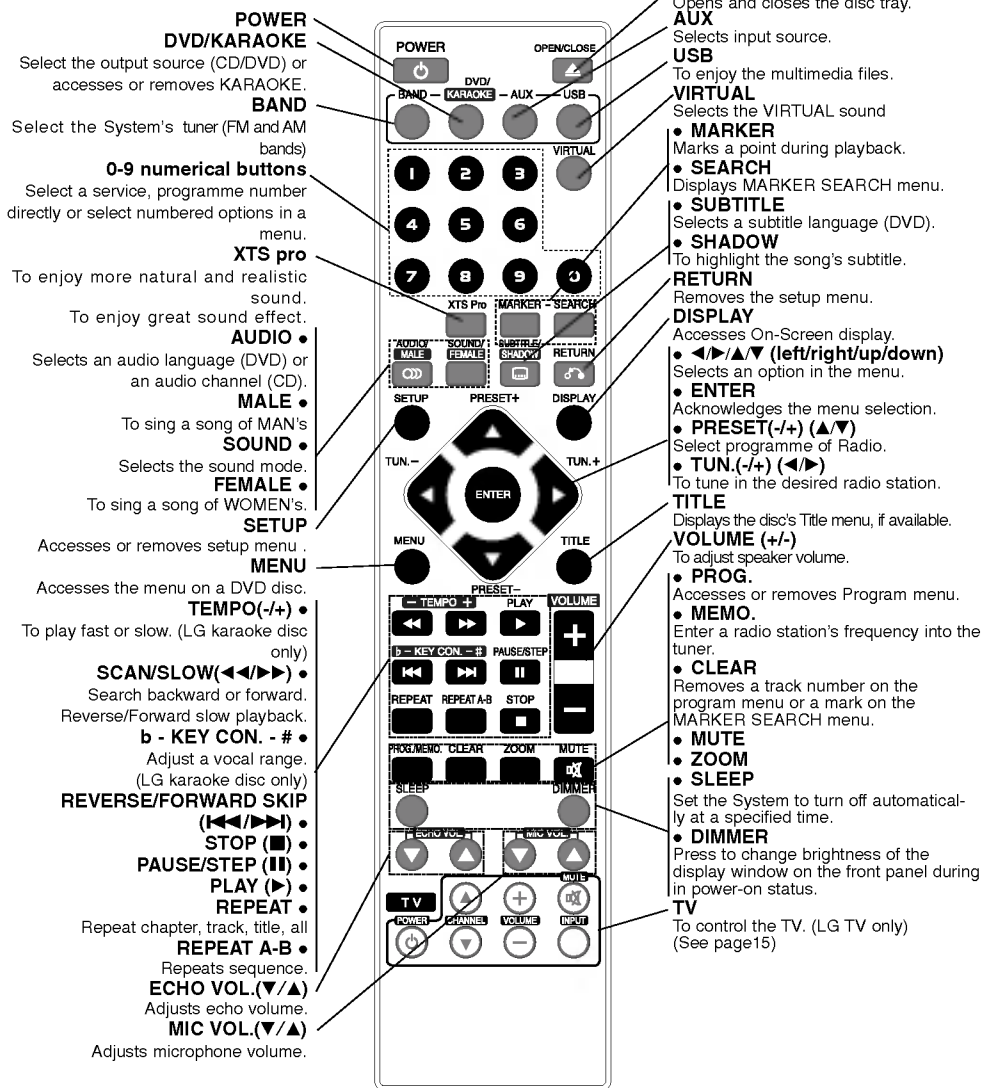 POWER
DVD/KARAOKE
Select the output source (CD/DVD) or
accesses or removes KARAOKE.
BAND
Select the System's tuner (FM and AM
bands)
0-9 numerical buttons
Select a service, programme number
directly or select numbered options in a
menu.
XTS pro
To enjoy more natural and realistic
sound.
To enjoy great sound effect.
AUDIO •
Selects an audio language (DVD) or
an audio channel (CD).
MALE •
To sing a song of MAN's
SOUND •
Selects the sound mode.
FEMALE •
To sing a song of WOMEN's.
SETUP
Accesses or removes setup menu .
MENU
Accesses the menu on a DVD disc.
TEMPO(-/+) •
To play fast or slow. (LG karaoke disc
only)
SCAN/SLOW(◄◄/►►) •
Search backward or forward.
Reverse/Forward slow playback.
b - KEY CON. - # •
Adjust a vocal range.
(LG karaoke disc only)
REVERSE/FORWARD SKIP
(I◄◄/►►I) •
STOP (■) •
PAUSE/STEP (II) •
PLAY (►) •
REPEAT •
Repeat chapter, track, title, all
REPEAT A-B •
Repeats sequence.
ECHO VOL.(▼/▲)
Adjusts echo volume.
MIC VOL.(▼/▲)
Adjusts microphone volume.
POWER
OPEN/CLOSE
BAND
DVD/
KARAOKE
AUX
USB
VIRTUAL
1 2 3
4 5 6
7 8 9 0
XTS Pro
MARKER
SEARCH
AUDIO/
MALE
SOUND/
FEMALE
SUBTITLE/
SHADOW
RETURN
SETUP
PRESET+
DISPLAY
TUN.-
TUN.+
ENTER
MENU
TITLE
PRESET-
- TEMPO +
PLAY
VOLUME
+
b - KEY CON. - #
PAUSE/STEP
REPEAT
REPEAT A-B
STOP
-
PROG./MEMO.
CLEAR
ZOOM
MUTE
SLEEP
DIMMER
ECHO VOL.
MIC VOL.
TV
MUTE
POWER
CHANNEL
VOLUME
INPUT
Opens and closes the disc tray.
AUX
Selects input source.
USB
To enjoy the multimedia files.
VIRTUAL
Selects the VIRTUAL sound
• MARKER
Marks a point during playback.
• SEARCH
Displays MARKER SEARCH menu.
• SUBTITLE
Selects a subtitle language (DVD).
• SHADOW
To highlight the song's subtitle.
RETURN
Removes the setup menu.
DISPLAY
Accesses On-Screen display.
• ◄/►/▲/▼ (left/right/up/down)
Selects an option in the menu.
• ENTER
Acknowledges the menu selection.
• PRESET(-/+) (▲/▼)
Select programme of Radio.
• TUN.(-/+) (◄/►)
To tune in the desired radio station.
TITLE
Displays the disc's Title menu, if available.
VOLUME (+/-)
To adjust speaker volume.
• PROG.
Accesses or removes Program menu.
• MEMO.
Enter a radio station's frequency into the
tuner.
• CLEAR
Removes a track number on the
program menu or a mark on the
MARKER SEARCH menu.
• MUTE
• ZOOM
• SLEEP
Set the System to turn off automatical-
ly at a specified time.
• DIMMER
Press to change brightness of the
display window on the front panel during
in power-on status.
TV
To control the TV. (LG TV only)
(See page15)